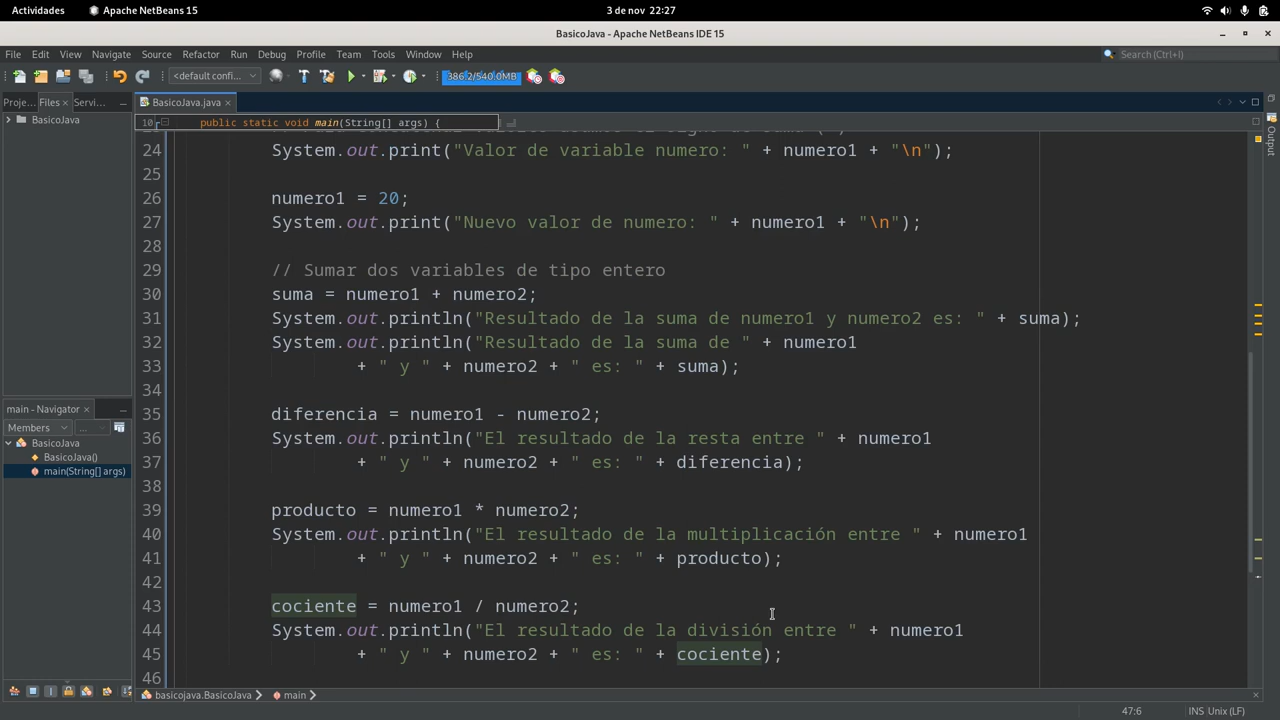 Actividades
Apache NetBeans 15
3 de nov 22:27
BasicoJava - Apache NetBeans IDE 15
File Edit View Navigate Source Refactor Run Debug Profile Team Tools Window Help
Search (Ctrl+I)
<default confi...
386.2/540.0MB
Proje... Files × Servi...
BasicoJava.java ×
BasicoJava
Output
10 public static void main(String[] args) {
24 System.out.print("Valor de variable numero: " + numero1 + "\n");
25
26 numero1 = 20;
27 System.out.print("Nuevo valor de numero: " + numero1 + "\n");
28
29 // Sumar dos variables de tipo entero
30 suma = numero1 + numero2;
31 System.out.println("Resultado de la suma de numero1 y numero2 es: " + suma);
32 System.out.println("Resultado de la suma de " + numero1
33 + " y " + numero2 + " es: " + suma);
34
35 diferencia = numero1 - numero2;
36 System.out.println("El resultado de la resta entre " + numero1
37 + " y " + numero2 + " es: " + diferencia);
38
39 producto = numero1 * numero2;
40 System.out.println("El resultado de la multiplicación entre " + numero1
41 + " y " + numero2 + " es: " + producto);
42
43 cociente = numero1 / numero2;
44 System.out.println("El resultado de la división entre " + numero1
45 + " y " + numero2 + " es: " + cociente);
46
main - Navigator ×
Members
...
BasicoJava
BasicoJava()
main(String[] args)
basicojava.BasicoJava main
47:6
INS Unix (LF)